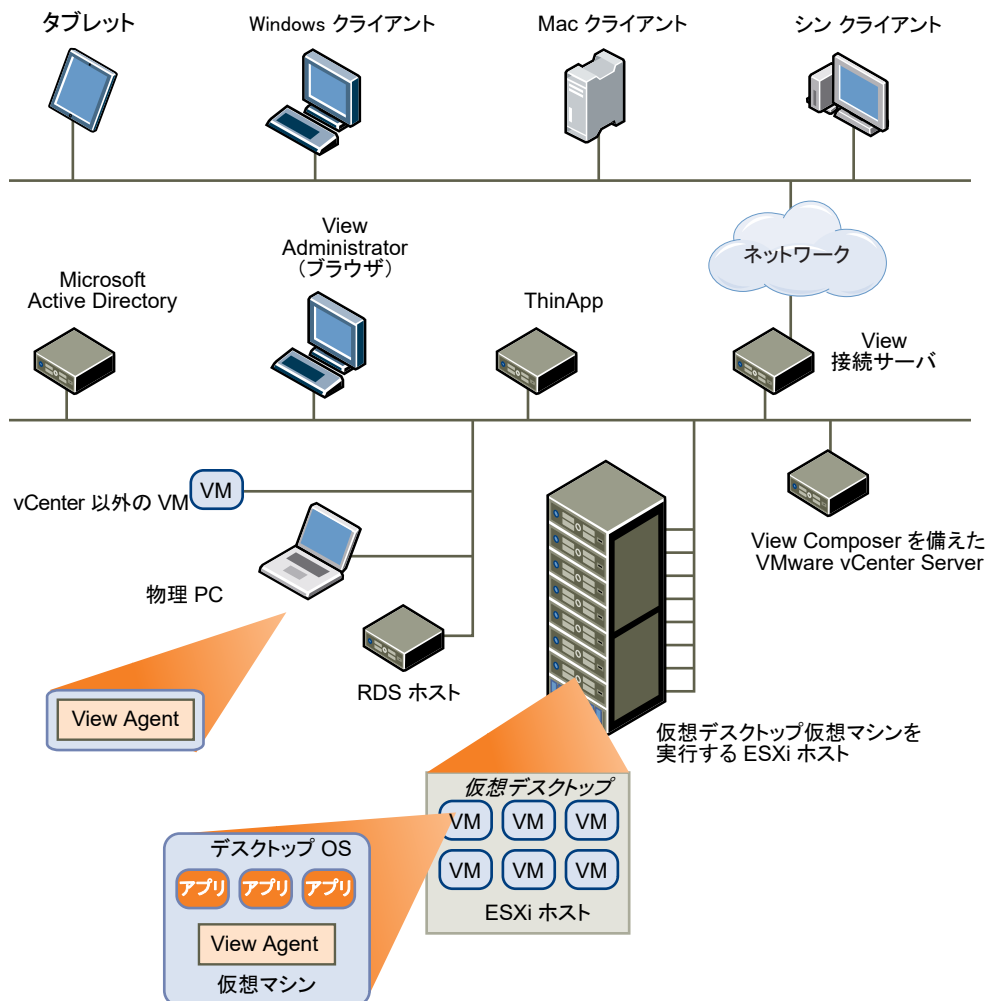 タブレット
Windows クライアント
Mac クライアント
シン クライアント
ネットワーク
View
Administrator
（ブラウザ）
Microsoft
Active Directory
ThinApp
View
接続サーバ
vCenter 以外の VM
VM
物理 PC
View Agent
RDS ホスト
View Composer を備えた
VMware vCenter Server
仮想デスクトップ仮想マシンを
実行する ESXi ホスト
仮想デスクトップ
VM VM VM
VM VM VM
ESXi ホスト
デスクトップ OS
アプリ アプリ アプリ
View Agent
仮想マシン